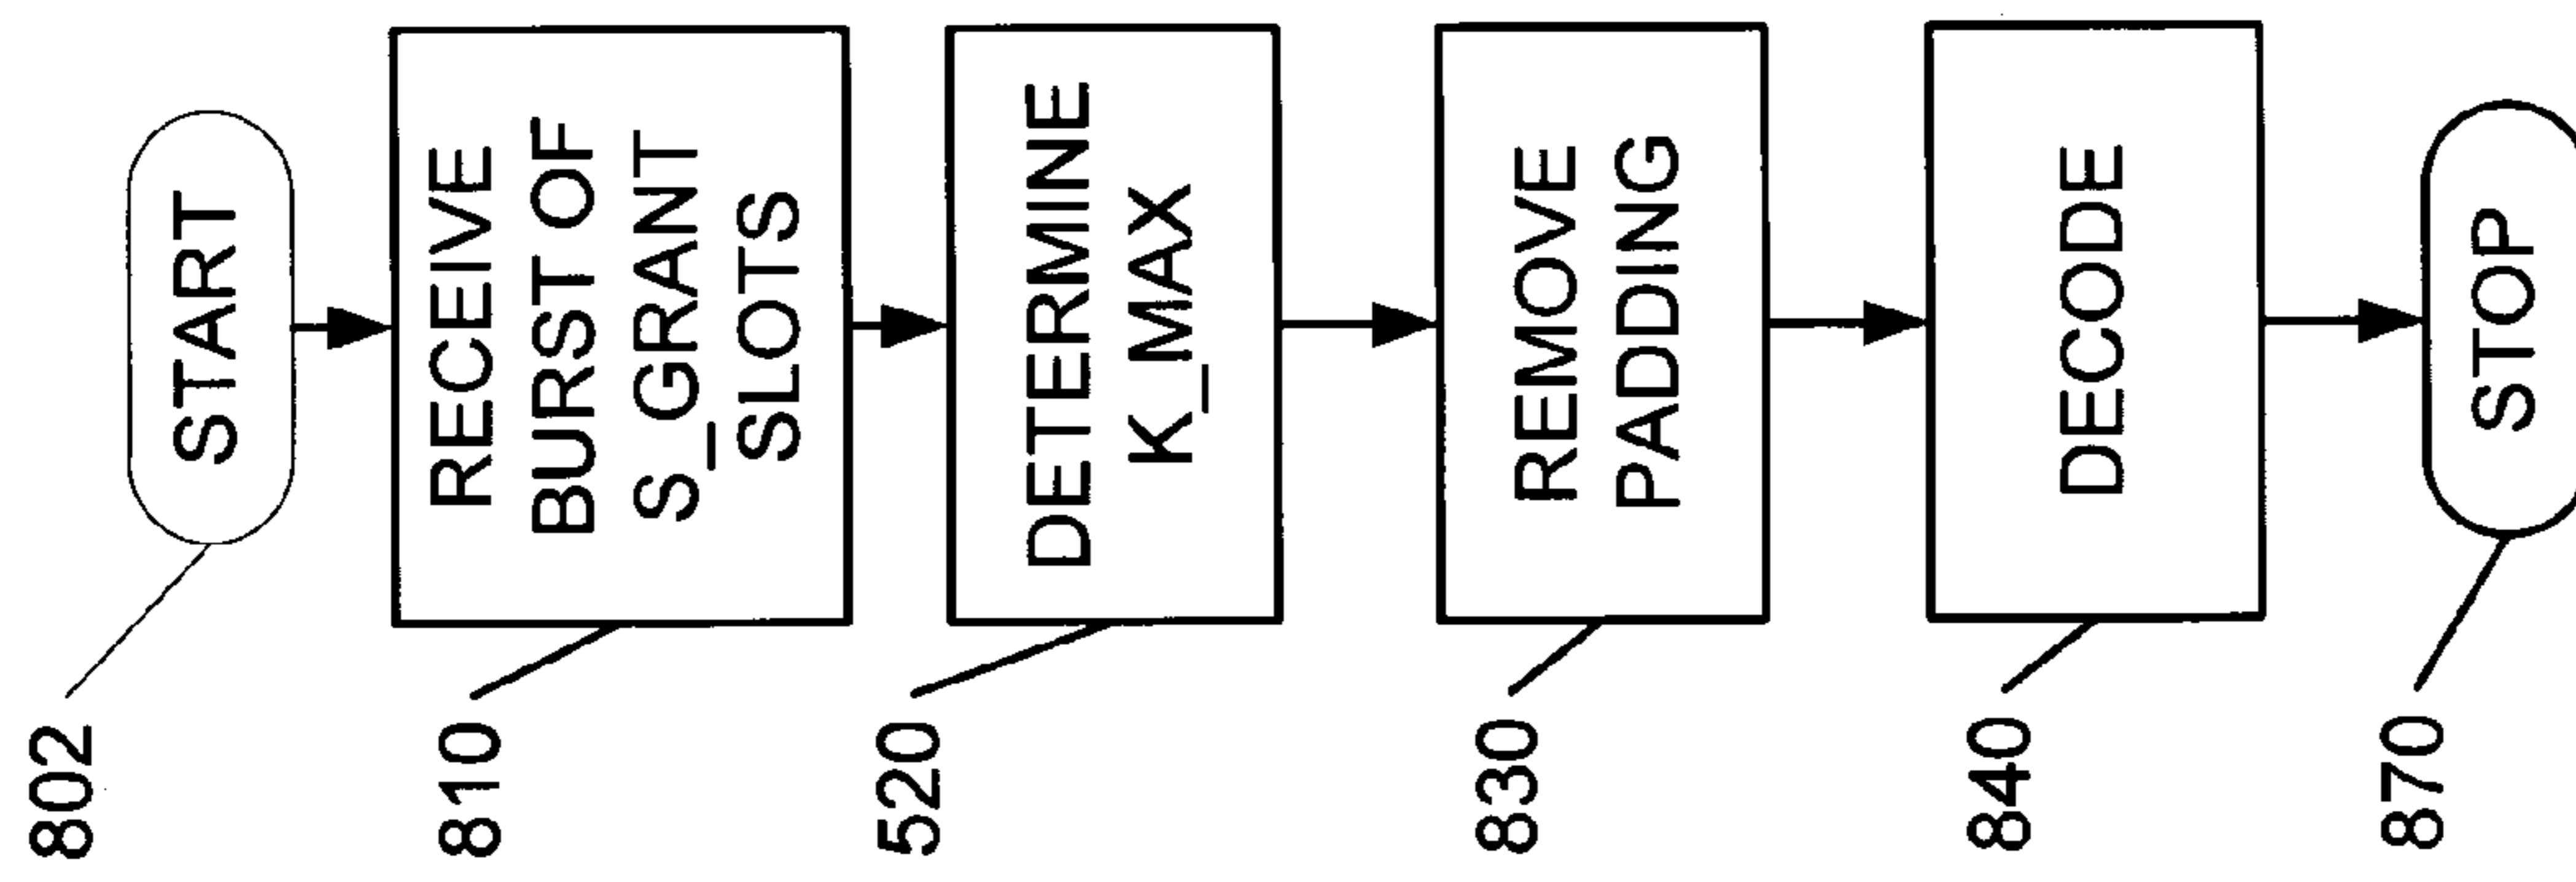 802
START
810
RECEIVE
BURST OF
S_GRANT
SLOTS
520
DETERMINE
K_MAX
830
REMOVE
PADDING
840
DECODE
870
STOP